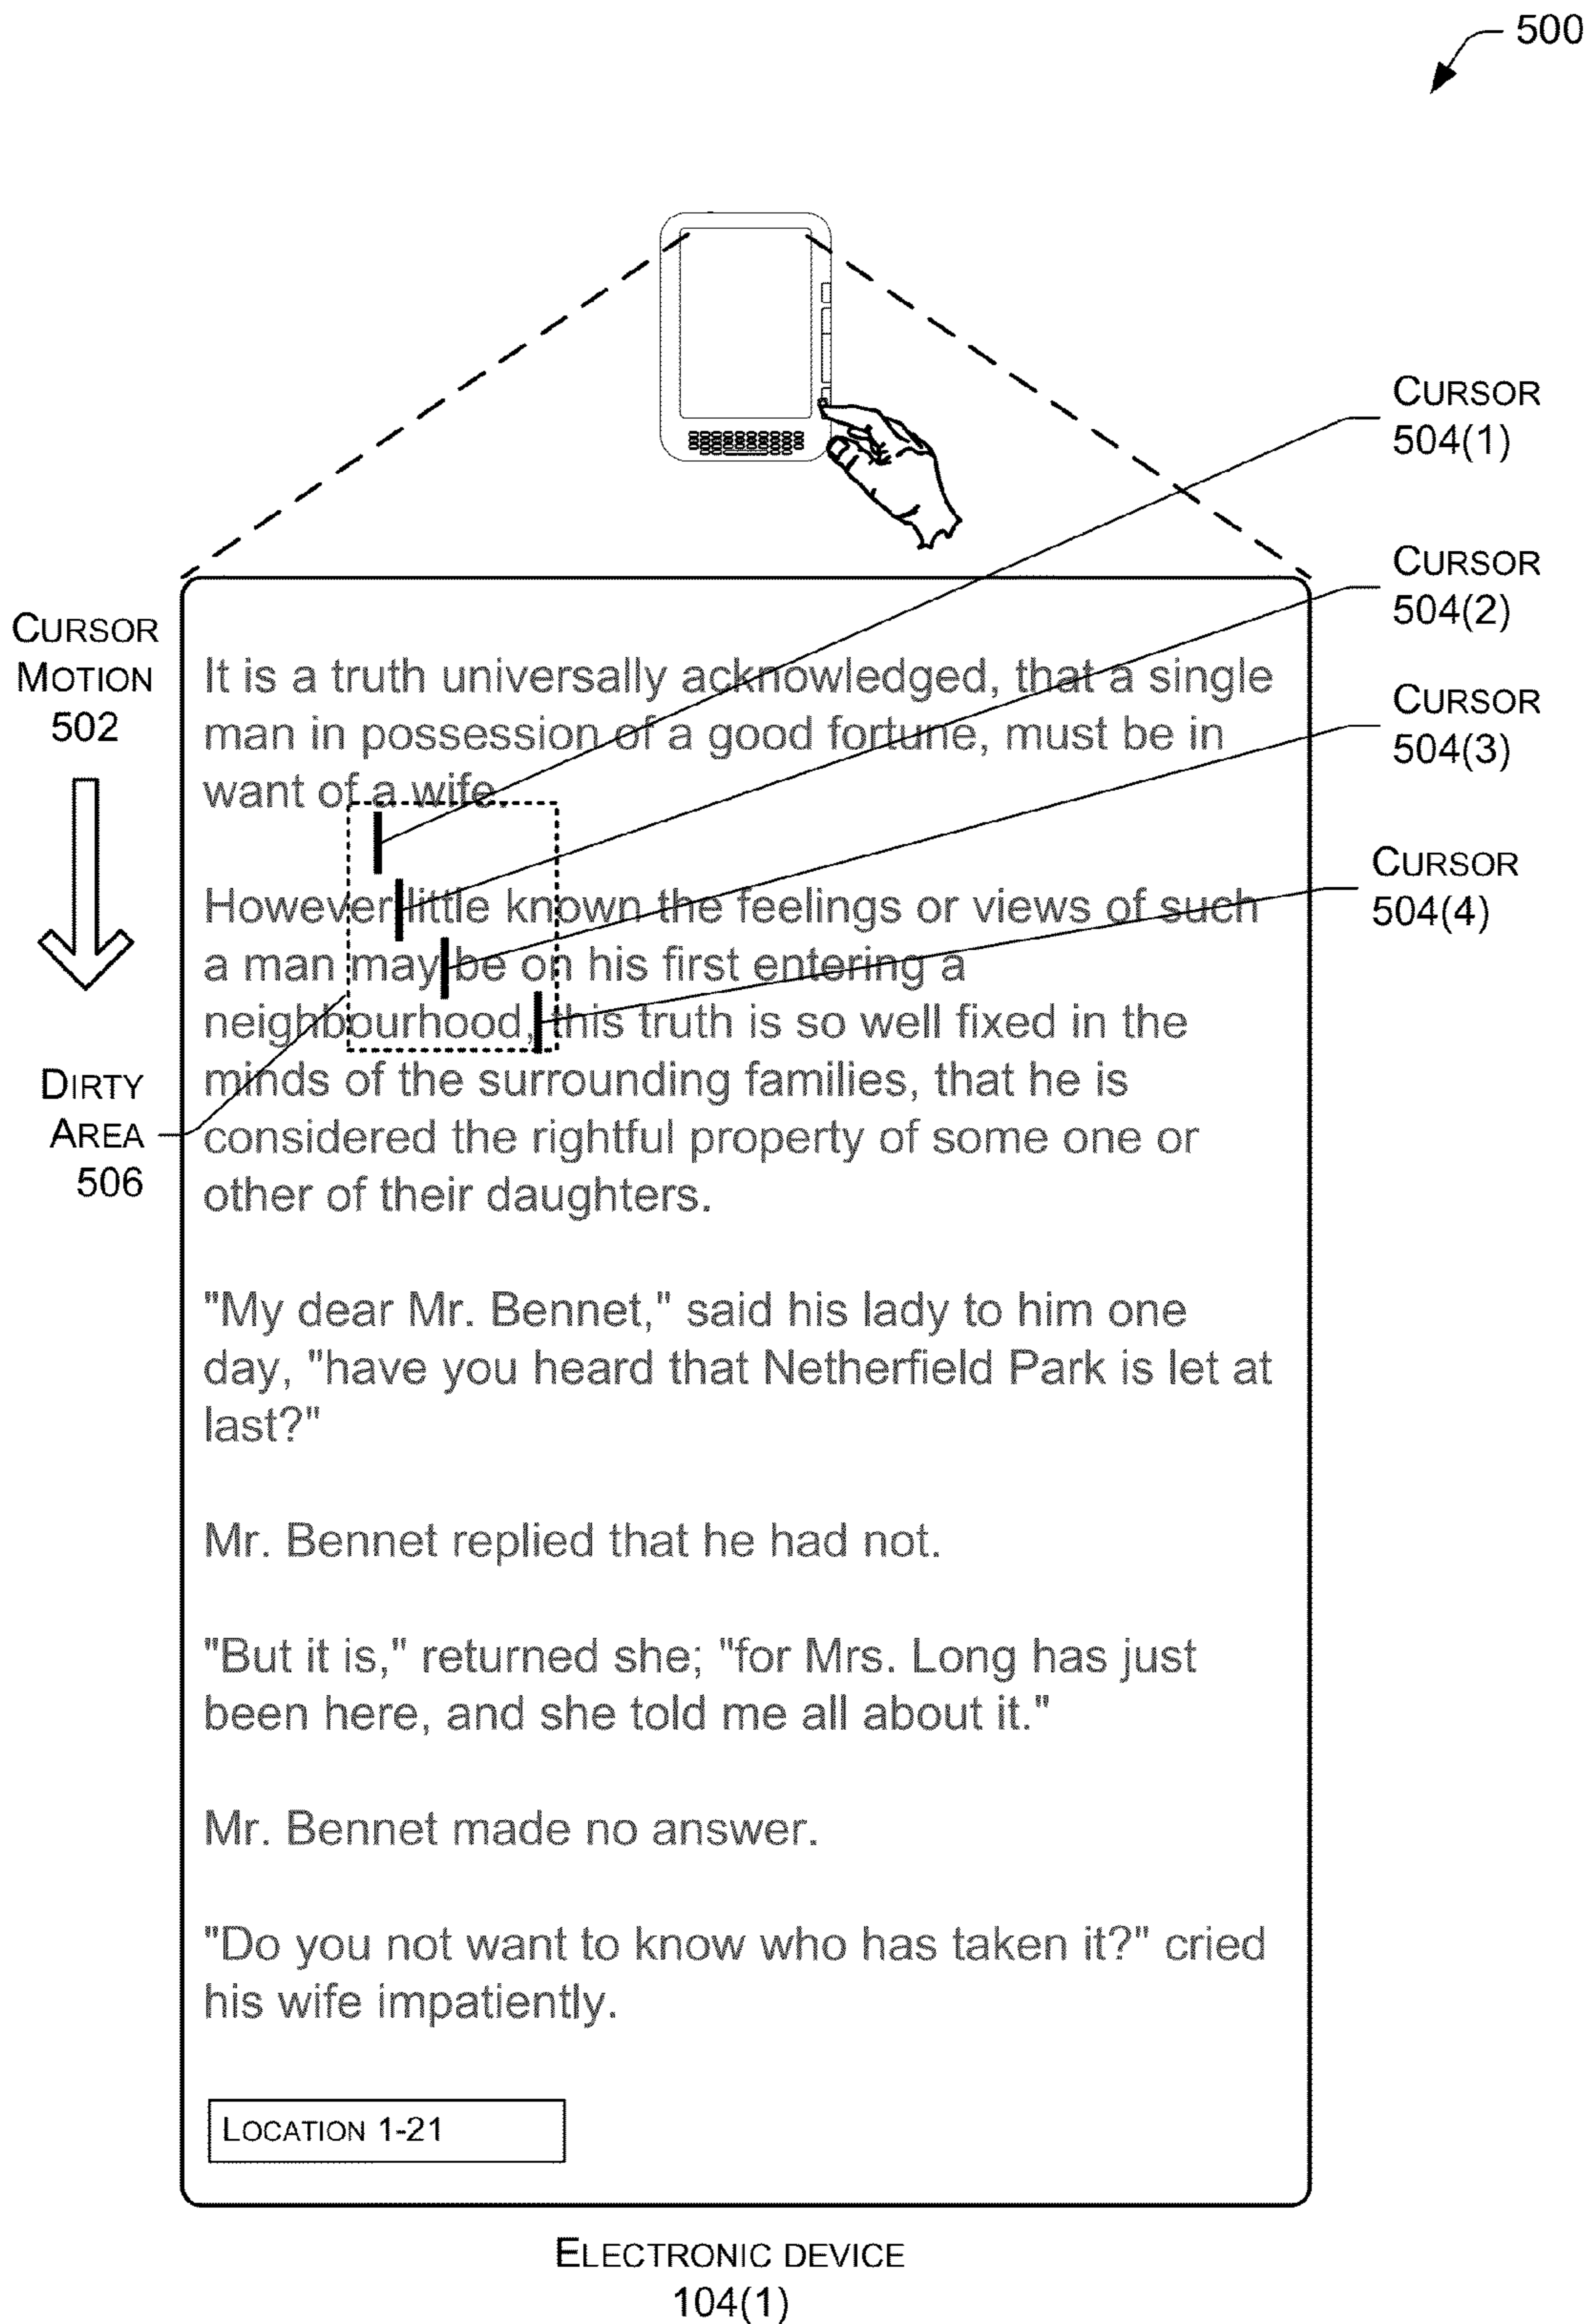 500
CURSOR
504(1)
CURSOR
504(2)
CURSOR
504(3)
CURSOR
504(4)
CURSOR
MOTION
502
DIRTY
AREA
506
It is a truth universally acknowledged, that a single
man in possession of a good fortune, must be in
want of a wife.
However little known the feelings or views of such
a man may be on his first entering a
neighbourhood, this truth is so well fixed in the
minds of the surrounding families, that he is
considered the rightful property of some one or
other of their daughters.
"My dear Mr. Bennet," said his lady to him one
day, "have you heard that Netherfield Park is let at
last?"
Mr. Bennet replied that he had not.
"But it is," returned she; "for Mrs. Long has just
been here, and she told me all about it."
Mr. Bennet made no answer.
"Do you not want to know who has taken it?" cried
his wife impatiently.
LOCATION 1-21
ELECTRONIC DEVICE
104(1)